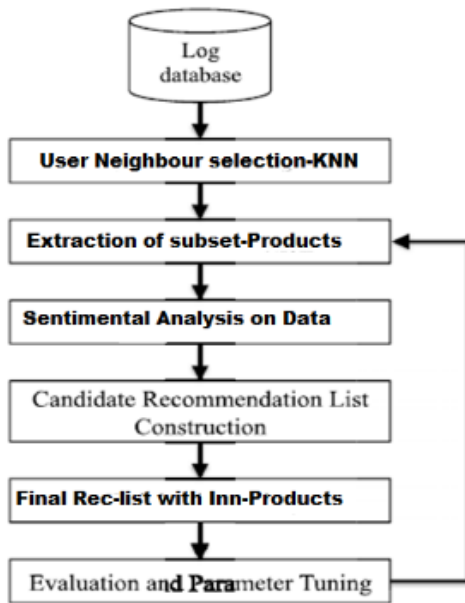 Log
database
User Neighbour selection-KNN
Extraction of subset-Products
Sentimental Analysis on Data
Candidate Recommendation List
Construction
Final Rec-list with Inn-Products
Evaluation and Parameter Tuning